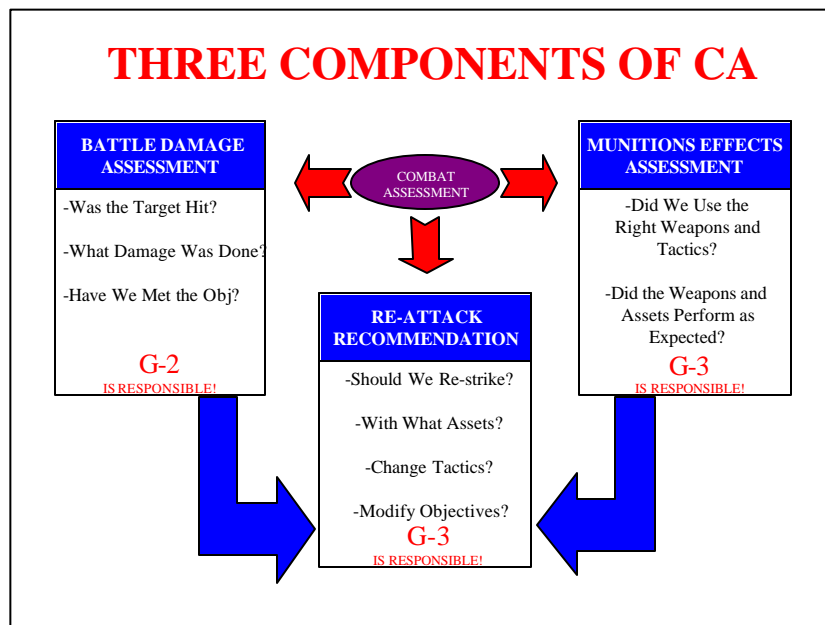 THREE COMPONENTS OF CA
BATTLE DAMAGE
ASSESSMENT
-Was the Target Hit?
-What Damage Was Done?
-Have We Met the Obj?
G-2
IS RESPONSIBLE!
COMBAT
ASSESSMENT
MUNITIONS EFFECTS
ASSESSMENT
-Did We Use the
Right Weapons and
Tactics?
-Did the Weapons and
Assets Perform as
Expected?
G-3
IS RESPONSIBLE!
RE-ATTACK
RECOMMENDATION
-Should We Re-strike?
-With What Assets?
-Change Tactics?
-Modify Objectives?
G-3
IS RESPONSIBLE!